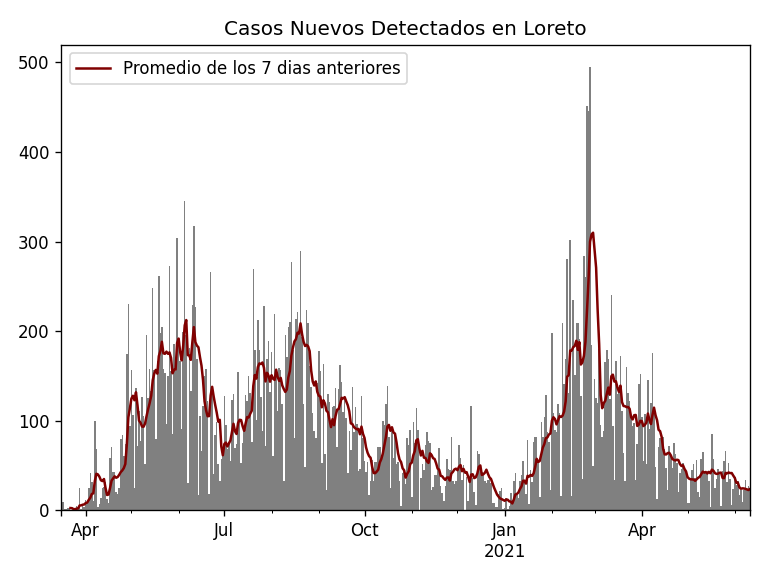 Casos Nuevos Detectados en Loreto
Promedio de los 7 dias anteriores
500
400
300
200
100
0
Apr Jul Oct Jan Apr
2021